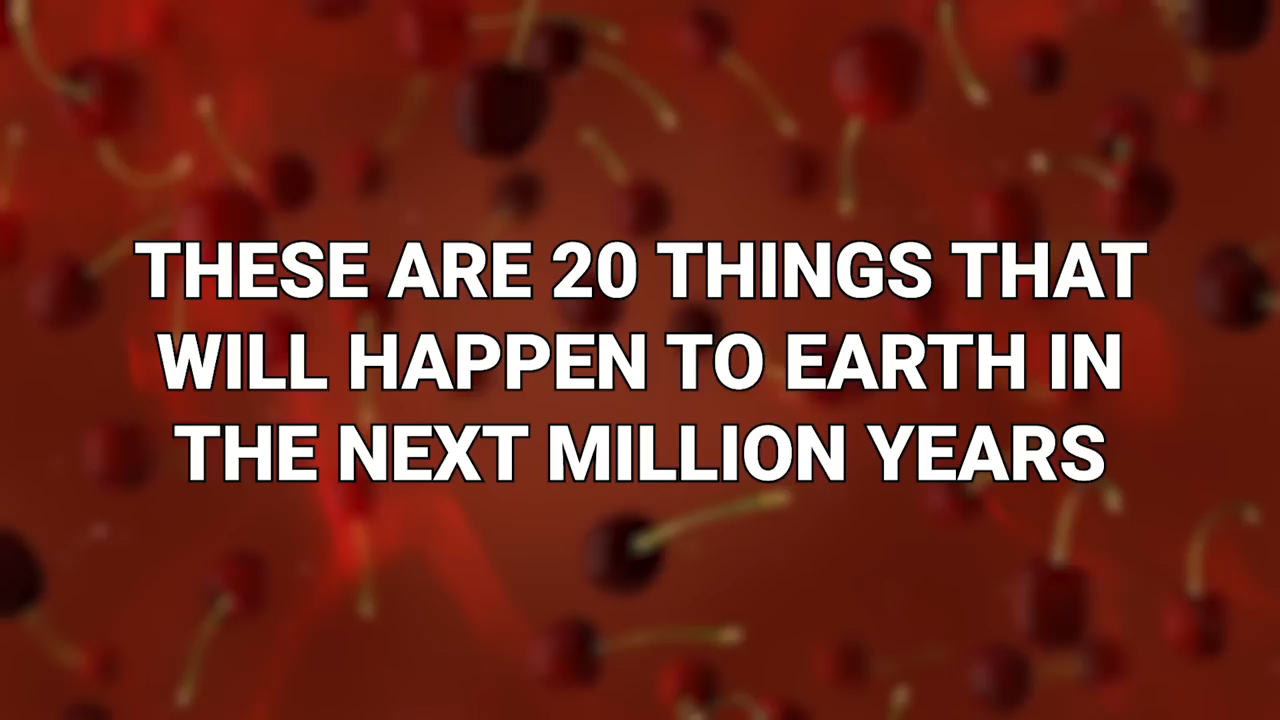 THESE ARE 20 THINGS THAT
WILL HAPPEN TO EARTH IN
THE NEXT MILLION YEARS